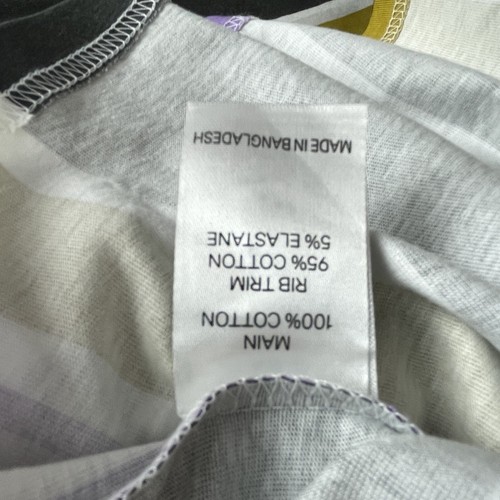 MAIN
100% COTTON
RIB TRIM
95% COTTON
5% ELASTANE
MADE IN BANGLADESH